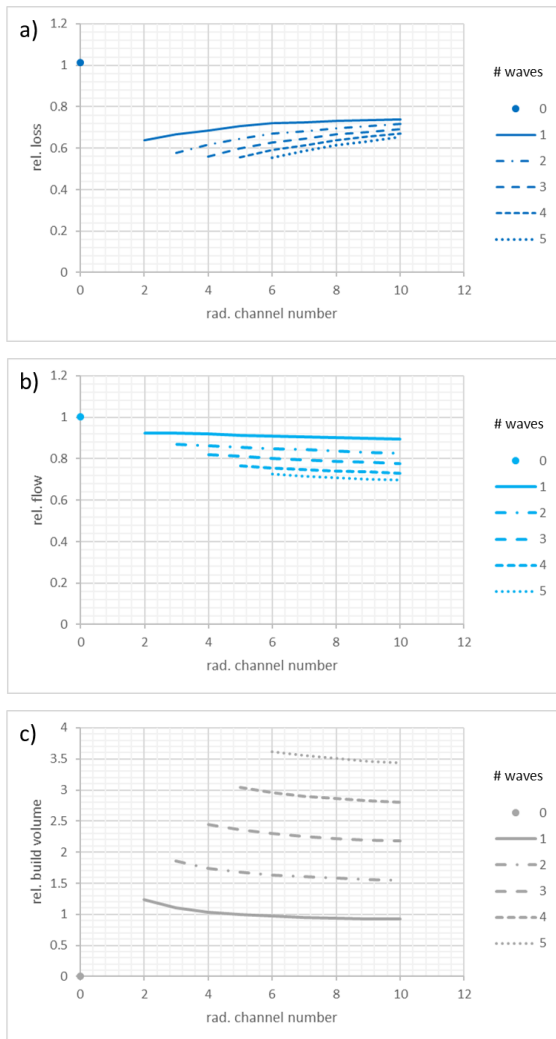 a)
1.2
1
0.8
0.6
0.4
0.2
0
rel. loss
0 2 4 6 8 10 12
rad. channel number
# waves
0
1
2
3
4
5
b)
1.2
1
0.8
0.6
0.4
0.2
0
rel. flow
0 2 4 6 8 10 12
rad. channel number
# waves
0
1
2
3
4
5
c)
4
3.5
3
2.5
2
1.5
1
0.5
0
rel. build volume
0 2 4 6 8 10 12
rad. channel number
# waves
0
1
2
3
4
5